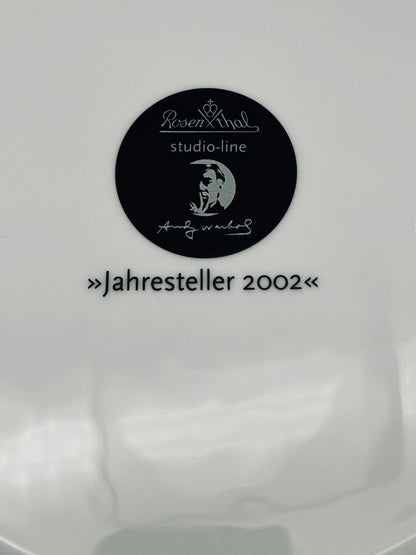 Rosenthal
studio-line
Andy Warhol
»Jahresteller 2002«